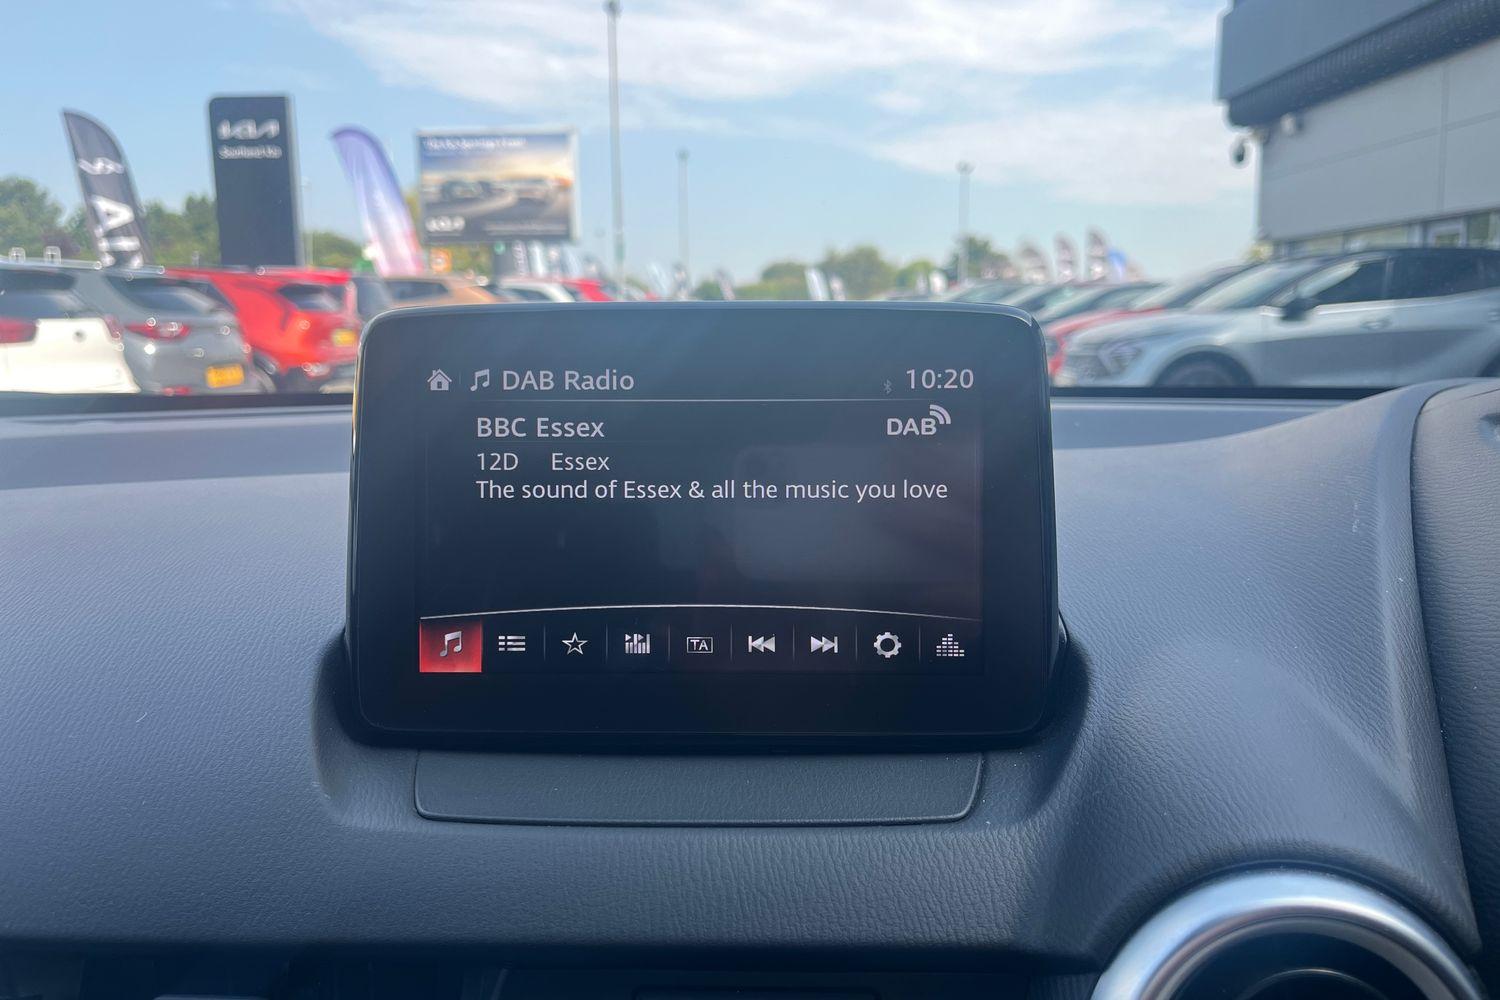 KIA
DAB Radio
10:20
BBC Essex
DAB
12D Essex
The sound of Essex & all the music you love
TA